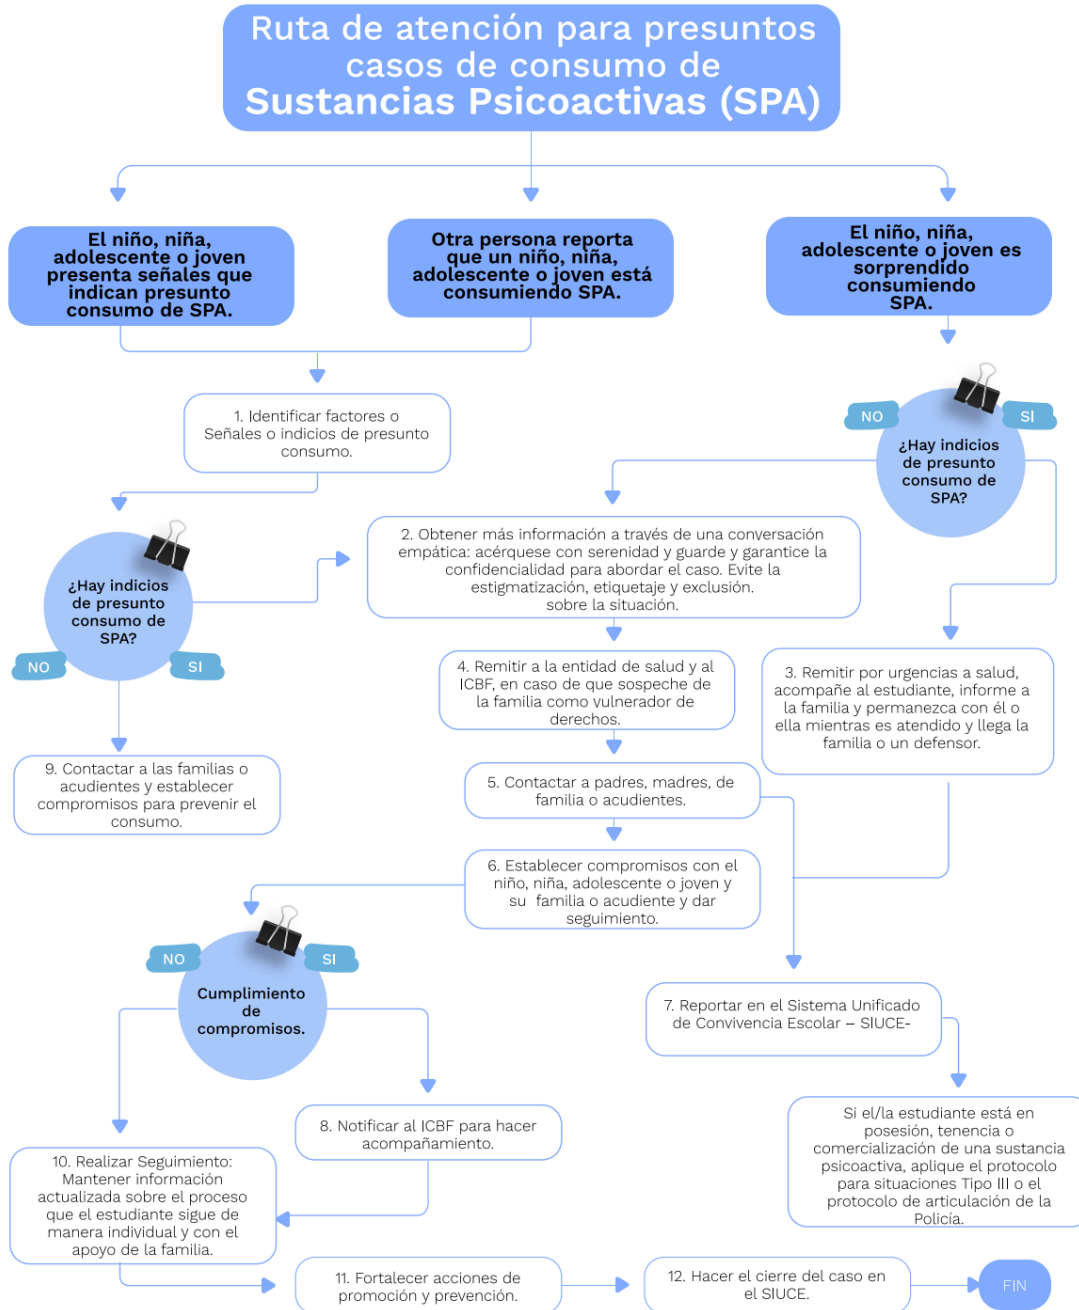 Ruta de atención para presuntos
casos de consumo de
Sustancias Psicoactivas (SPA)
El niño, niña,
adolescente o joven
presenta señales que
indican presunto
consumo de SPA.
Otra persona reporta
que un niño, niña,
adolescente o joven está
consumiendo SPA.
El niño, niña,
adolescente o joven es
sorprendido
consumiendo
SPA.
1. Identificar factores o
Señales o indicios de presunto
consumo.
NO
SI
¿Hay indicios
de presunto
consumo de
SPA?
2. Obtener más información a través de una conversación
empática: acérquese con serenidad y guarde y garantice la
confidencialidad para abordar el caso. Evite la
estigmatización, etiquetaje y exclusión.
sobre la situación.
¿Hay indicios
de presunto
consumo de
SPA?
NO
SI
4. Remitir a la entidad de salud y al
ICBF, en caso de que sospeche de
la familia como vulnerador de
derechos.
3. Remitir por urgencias a salud,
acompañe al estudiante, informe a
la familia y permanezca con él o
ella mientras es atendido y llega la
familia o un defensor.
9. Contactar a las familias o
acudientes y establecer
compromisos para prevenir el
consumo.
5. Contactar a padres, madres, de
familia o acudientes.
6. Establecer compromisos con el
niño, niña, adolescente o joven y
su familia o acudiente y dar
seguimiento.
NO
SI
Cumplimiento
de
compromisos.
7. Reportar en el Sistema Unificado
de Convivencia Escolar – SIUCE-
8. Notificar al ICBF para hacer
acompañamiento.
Si el/la estudiante está en
posesión, tenencia o
comercialización de una sustancia
psicoactiva, aplique el protocolo
para situaciones Tipo III o el
protocolo de articulación de la
Policía.
10. Realizar Seguimiento:
Mantener información
actualizada sobre el proceso
que el estudiante sigue de
manera individual y con el
apoyo de la familia.
11. Fortalecer acciones de
promoción y prevención.
12. Hacer el cierre del caso en
el SIUCE.
FIN